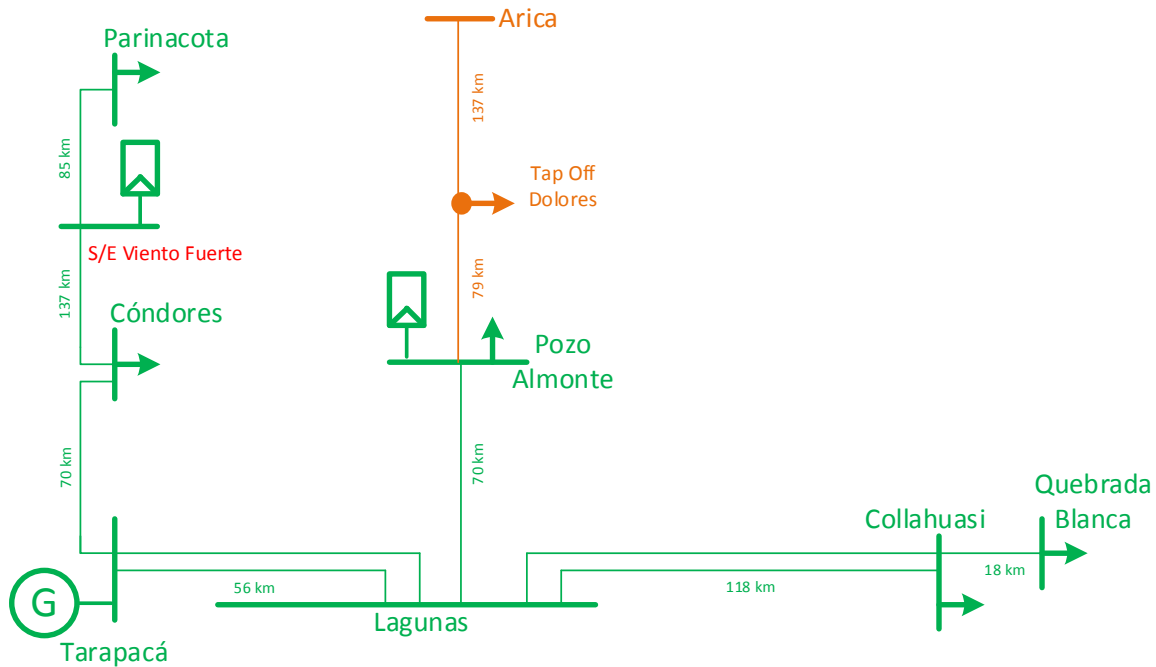 Arica
Parinacota
137 km
85 km
Tap Off
Dolores
S/E Viento Fuerte
137 km
79 km
Cóndores
Pozo
Almonte
70 km
70 km
Quebrada
Blanca
Collahuasi
56 km
118 km
18 km
G
Lagunas
Tarapacá